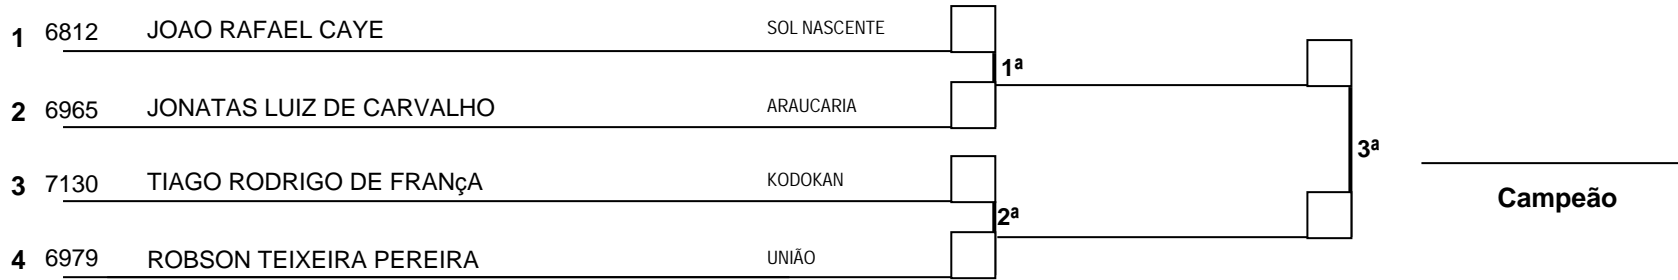 1 6812 JOAO RAFAEL CAYE SOL NASCENTE
1ª
2 6965 JONATAS LUIZ DE CARVALHO ARAUCARIA
3ª
3 7130 TIAGO RODRIGO DE FRANçA KODOKAN
Campeão
2ª
4 6979 ROBSON TEIXEIRA PEREIRA UNIÃO